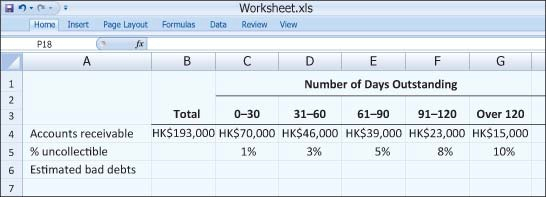 Worksheet.xls
Home Insert Page Layout Formulas Data Review View
P18 fx
A B C D E F G
1 Number of Days Outstanding
2
3 Total 0–30 31–60 61–90 91–120 Over 120
4 Accounts receivable HK$193,000 HK$70,000 HK$46,000 HK$39,000 HK$23,000 HK$15,000
5 % uncollectible 1% 3% 5% 8% 10%
6 Estimated bad debts
7